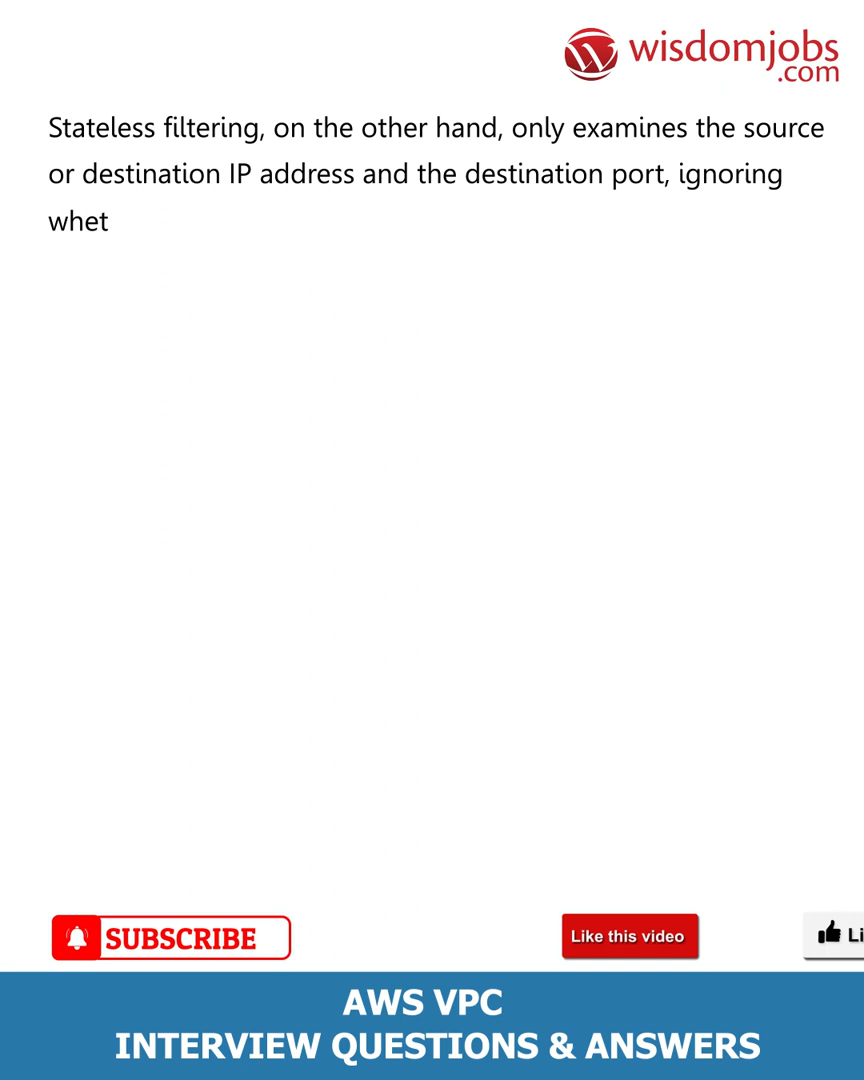 wisdomjobs
.com
Stateless filtering, on the other hand, only examines the source
or destination IP address and the destination port, ignoring
whet
SUBSCRIBE
Like this video
Li
AWS VPC
INTERVIEW QUESTIONS & ANSWERS